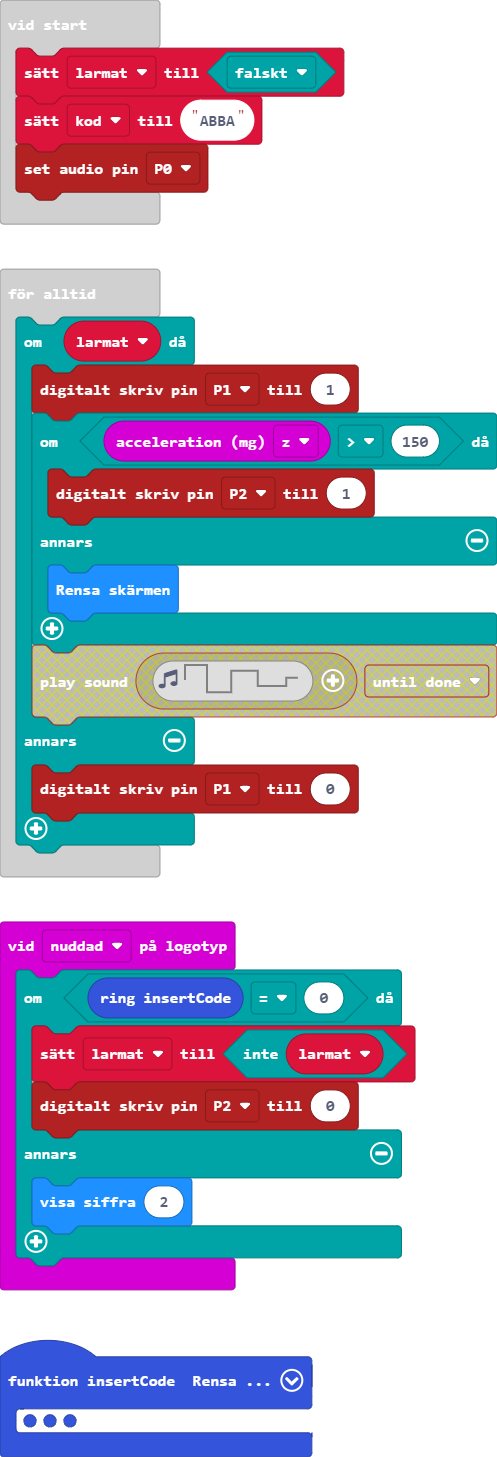 vid start
sätt larmat till falskt
sätt kod till "ABBA"
set audio pin P0
för alltid
om larmat då
digitalt skriv pin P1 till 1
om acceleration (mg) z > 150 då
digitalt skriv pin P2 till 1
annars
Rensa skärmen
play sound until done
annars
digitalt skriv pin P1 till 0
vid nuddad på logotyp
om ring insertCode = 0 då
sätt larmat till inte larmat
digitalt skriv pin P2 till 0
annars
visa siffra 2
funktion insertCode Rensa ...